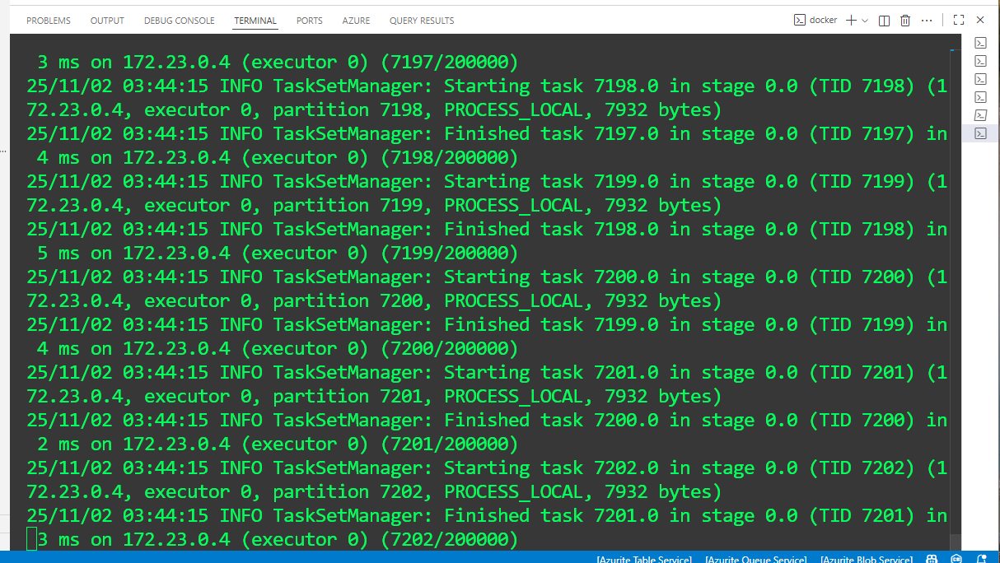 PROBLEMS OUTPUT DEBUG CONSOLE TERMINAL PORTS AZURE QUERY RESULTS docker
3 ms on 172.23.0.4 (executor 0) (7197/200000)
25/11/02 03:44:15 INFO TaskSetManager: Starting task 7198.0 in stage 0.0 (TID 7198) (1
72.23.0.4, executor 0, partition 7198, PROCESS_LOCAL, 7932 bytes)
25/11/02 03:44:15 INFO TaskSetManager: Finished task 7197.0 in stage 0.0 (TID 7197) in
4 ms on 172.23.0.4 (executor 0) (7198/200000)
25/11/02 03:44:15 INFO TaskSetManager: Starting task 7199.0 in stage 0.0 (TID 7199) (1
72.23.0.4, executor 0, partition 7199, PROCESS_LOCAL, 7932 bytes)
25/11/02 03:44:15 INFO TaskSetManager: Finished task 7198.0 in stage 0.0 (TID 7198) in
5 ms on 172.23.0.4 (executor 0) (7199/200000)
25/11/02 03:44:15 INFO TaskSetManager: Starting task 7200.0 in stage 0.0 (TID 7200) (1
72.23.0.4, executor 0, partition 7200, PROCESS_LOCAL, 7932 bytes)
25/11/02 03:44:15 INFO TaskSetManager: Finished task 7199.0 in stage 0.0 (TID 7199) in
4 ms on 172.23.0.4 (executor 0) (7200/200000)
25/11/02 03:44:15 INFO TaskSetManager: Starting task 7201.0 in stage 0.0 (TID 7201) (1
72.23.0.4, executor 0, partition 7201, PROCESS_LOCAL, 7932 bytes)
25/11/02 03:44:15 INFO TaskSetManager: Finished task 7200.0 in stage 0.0 (TID 7200) in
2 ms on 172.23.0.4 (executor 0) (7201/200000)
25/11/02 03:44:15 INFO TaskSetManager: Starting task 7202.0 in stage 0.0 (TID 7202) (1
72.23.0.4, executor 0, partition 7202, PROCESS_LOCAL, 7932 bytes)
25/11/02 03:44:15 INFO TaskSetManager: Finished task 7201.0 in stage 0.0 (TID 7201) in
3 ms on 172.23.0.4 (executor 0) (7202/200000)
[Azurite Table Service] [Azurite Queue Service] [Azurite Blob Service]